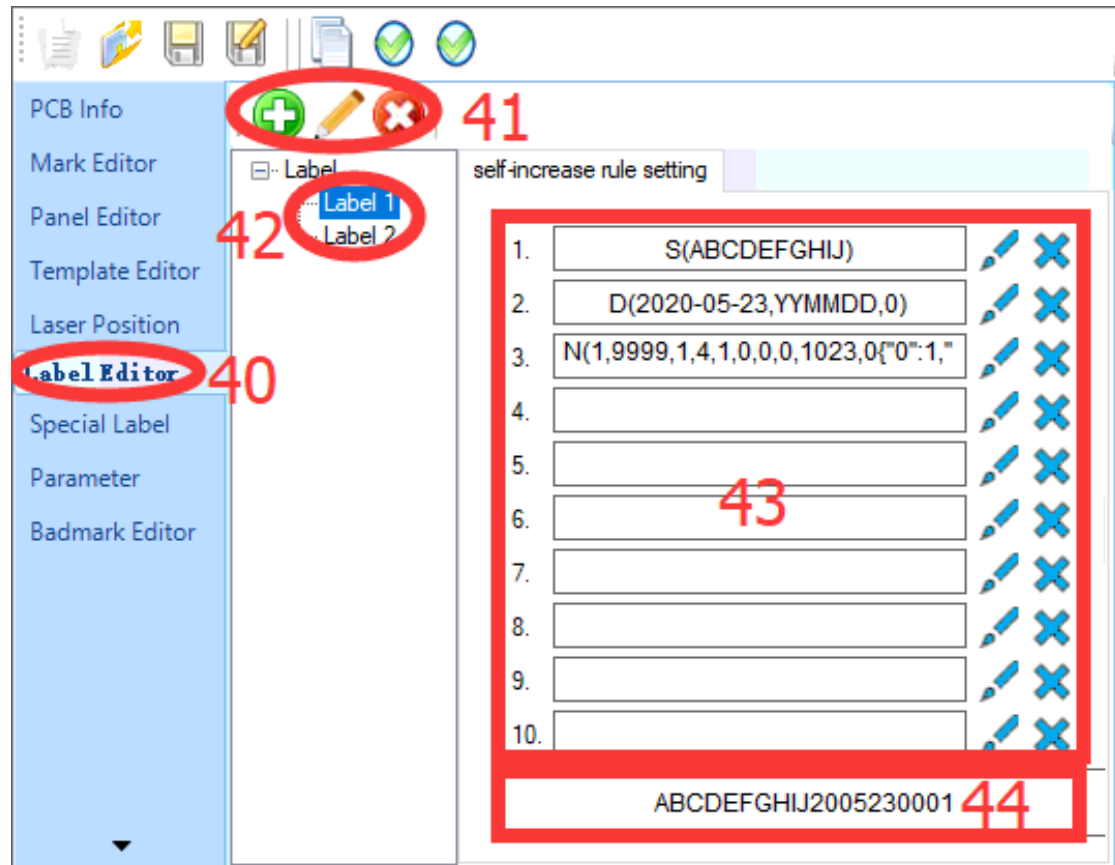 PCB Info
Mark Editor
Panel Editor
Template Editor
Laser Position
Label Editor
40
Special Label
Parameter
Badmark Editor
41
Label
Label 1
Label 2
42
self-increase rule setting
1. S(ABCDEFGHIJ)
2. D(2020-05-23,YYMMDD,0)
3. N(1,9999,1,4,1,0,0,0,1023,0{"0":1,"
4.
5.
6.
7.
8.
9.
10.
43
ABCDEFGHIJ2005230001
44